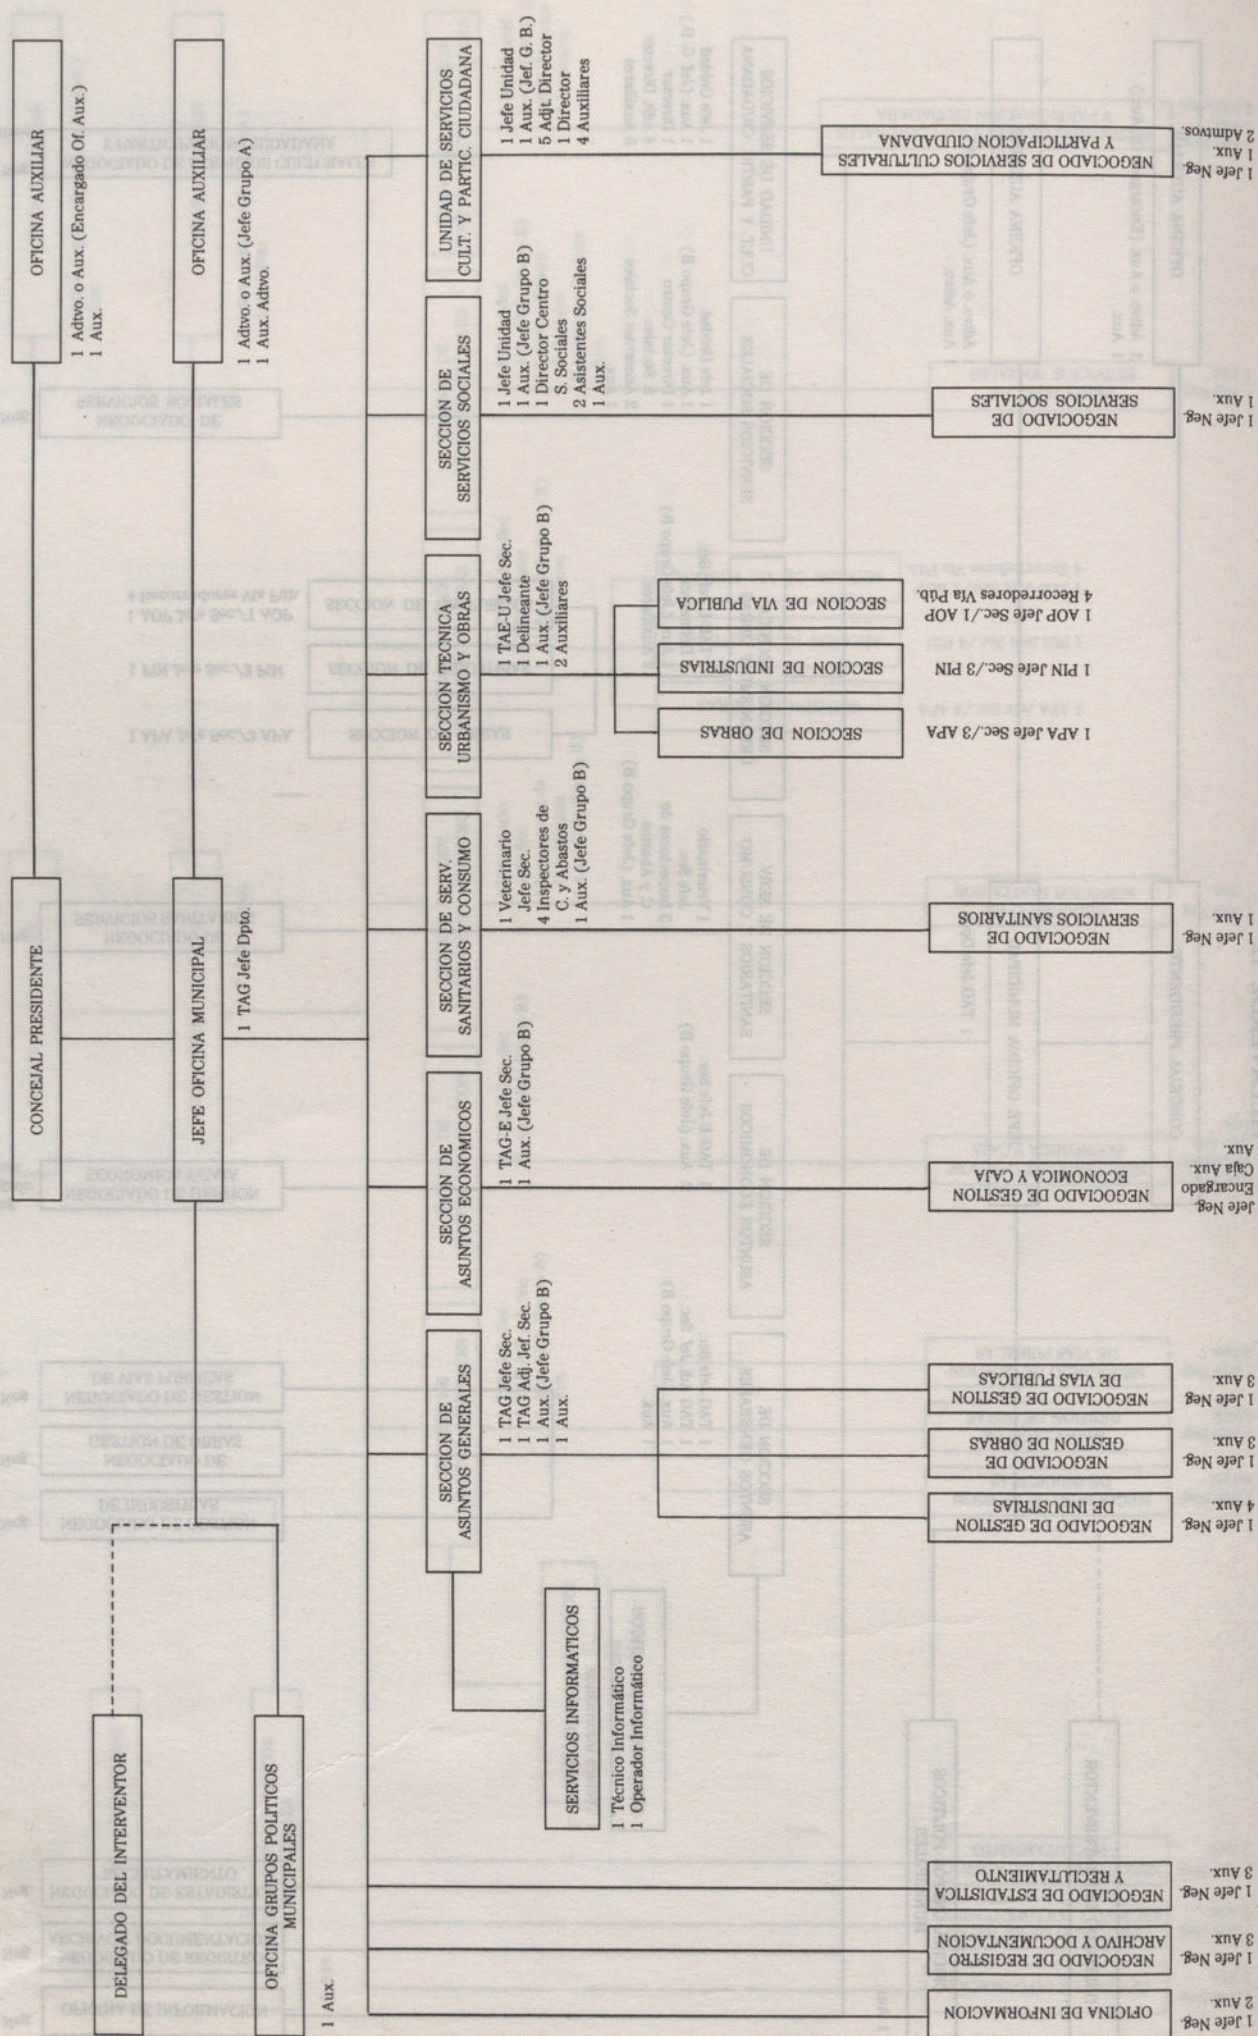 CONCEJAL PRESIDENTE
OFICINA AUXILIAR
1 Adtvo. o Aux. (Encargado Of. Aux.)
1 Aux.
DELEGADO DEL INTERVENTOR
JEFE OFICINA MUNICIPAL
1 TAG Jefe Dpto.
OFICINA AUXILIAR
1 Adtvo. o Aux. (Jefe Grupo A)
1 Aux. Adtvo.
OFICINA GRUPOS POLITICOS
MUNICIPALES
1 Aux.
SECCION DE
ASUNTOS GENERALES
1 TAG Jefe Sec.
1 TAG Adj. Jef. Sec.
1 Aux. (Jefe Grupo B)
1 Aux.
SECCION DE
ASUNTOS ECONOMICOS
1 TAG-E Jefe Sec.
1 Aux. (Jefe Grupo B)
SECCION DE SERV.
SANITARIOS Y CONSUMO
1 Veterinario
Jefe Sec.
4 Inspectores de
C. y Abastos
1 Aux. (Jefe Grupo B)
SECCION TECNICA
URBANISMO Y OBRAS
1 TAE-U Jefe Sec.
1 Delineante
1 Aux. (Jefe Grupo B)
2 Auxiliares
SECCION DE
SERVICIOS SOCIALES
1 Jefe Unidad
1 Aux. (Jefe Grupo B)
1 Director Centro
S. Sociales
2 Asistentes Sociales
1 Aux.
UNIDAD DE SERVICIOS
CULT. Y PARTIC. CIUDADANA
1 Jefe Unidad
1 Aux. (Jef. G. B.)
5 Adjt. Director
1 Director
4 Auxiliares
SERVICIOS INFORMATICOS
1 Técnico Informático
1 Operador Informático
SECCION DE OBRAS
1 APA Jefe Sec./3 APA
SECCION DE INDUSTRIAS
1 PIN Jefe Sec./3 PIN
SECCION DE VIA PUBLICA
1 AOP Jefe Sec./1 AOP
4 Recorredores Vía Púb.
OFICINA DE INFORMACION
1 Jefe Neg.
2 Aux.
NEGOCIADO DE REGISTRO
ARCHIVO Y DOCUMENTACION
1 Jefe Neg
3 Aux.
NEGOCIADO DE ESTADISTICA
Y RECLUTAMIENTO
1 Jefe Neg.
3 Aux
NEGOCIADO DE GESTION
DE INDUSTRIAS
1 Jefe Neg.
4 Aux.
NEGOCIADO DE
GESTION DE OBRAS
1 Jefe Neg.
3 Aux.
NEGOCIADO DE GESTION
DE VIAS PUBLICAS
1 Jefe Neg
3 Aux.
NEGOCIADO DE GESTION
ECONOMICA Y CAJA
Jefe Neg.
Encargado
Caja Aux.
Aux.
NEGOCIADO DE
SERVICIOS SANITARIOS
1 Jefe Neg
1 Aux.
NEGOCIADO DE
SERVICIOS SOCIALES
1 Jefe Neg.
1 Aux.
NEGOCIADO DE SERVICIOS CULTURALES
Y PARTICIPACION CIUDADANA
1 Jefe Neg.
1 Aux.
2 Admtvos.